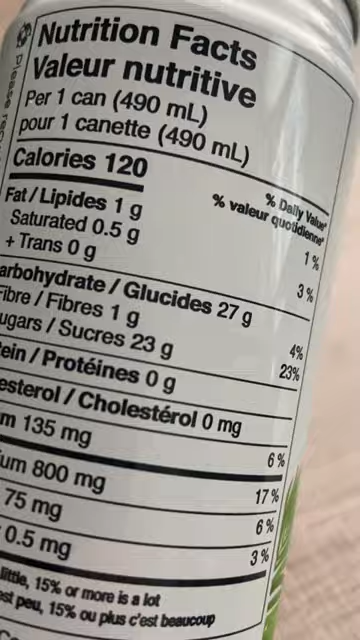 Nutrition Facts
Valeur nutritive
Per 1 can (490 mL)
pour 1 canette (490 mL)
Calories 120
% Daily Value*
% valeur quotidienne*
Fat / Lipides 1 g 1 %
Saturated 0.5 g
+ Trans 0 g 3 %
arbohydrate / Glucides 27 g
Fibre / Fibres 1 g 4%
ugars / Sucres 23 g 23%
tein / Protéines 0 g
esterol / Cholestérol 0 mg
m 135 mg 6 %
um 800 mg 17 %
75 mg 6 %
0.5 mg 3 %
little, 15% or more is a lot
est peu, 15% ou plus c'est beaucoup